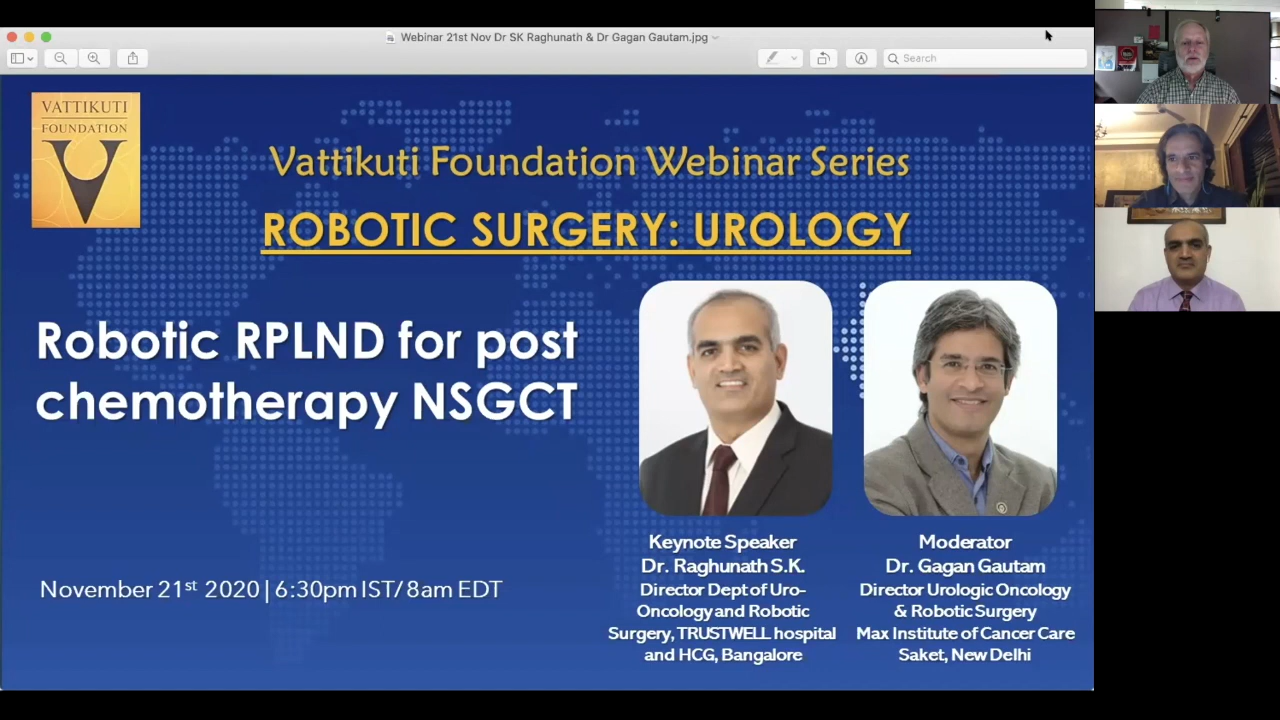 Webinar 21st Nov Dr SK Raghunath & Dr Gagan Gautam.jpg
Search
VATTIKUTI
FOUNDATION
Vattikuti Foundation Webinar Series
ROBOTIC SURGERY: UROLOGY
Robotic RPLND for post
chemotherapy NSGCT
November 21st 2020 | 6:30pm IST/ 8am EDT
Keynote Speaker
Dr. Raghunath S.K.
Director Dept of Uro-
Oncology and Robotic
Surgery, TRUSTWELL hospital
and HCG, Bangalore
Moderator
Dr. Gagan Gautam
Director Urologic Oncology
& Robotic Surgery
Max Institute of Cancer Care
Saket, New Delhi